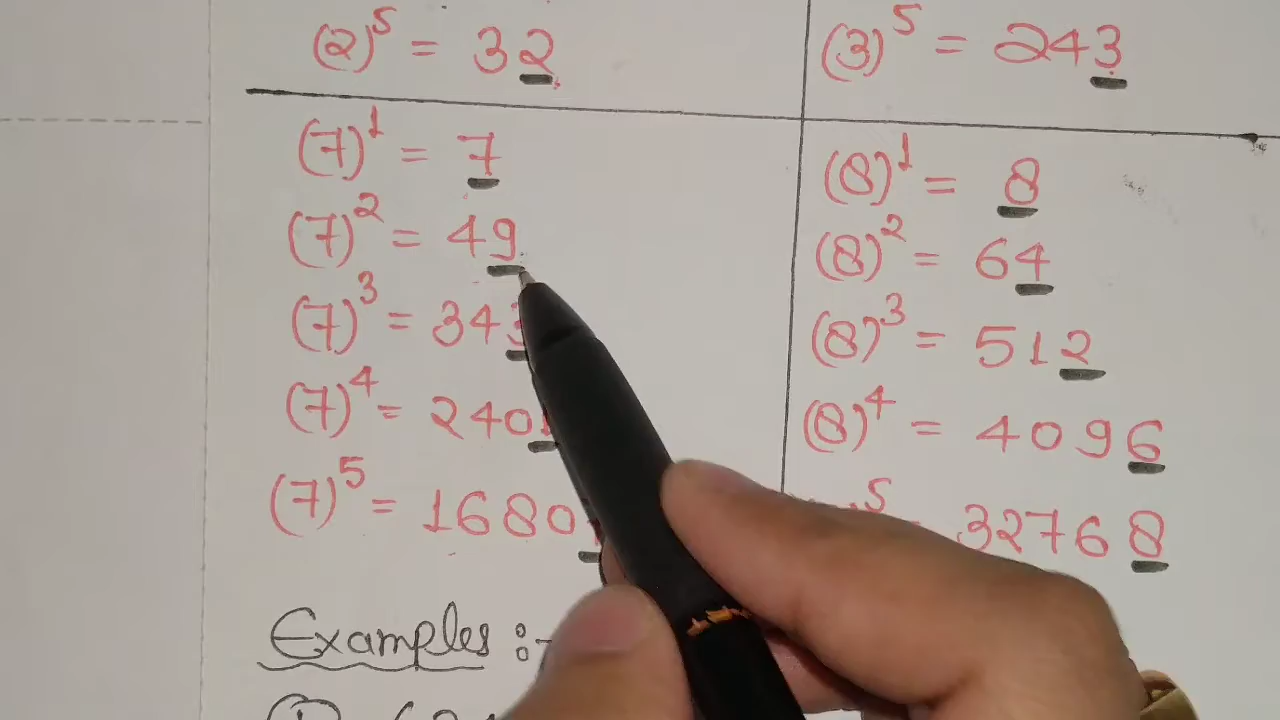 (2)^5 = 32
(3)^5 = 243
(7)^1 = 7
(7)^2 = 49
(7)^3 = 343
(7)^4 = 240
(7)^5 = 1680
(8)^1 = 8
(8)^2 = 64
(8)^3 = 512
(8)^4 = 4096
5 = 32768
Examples :-